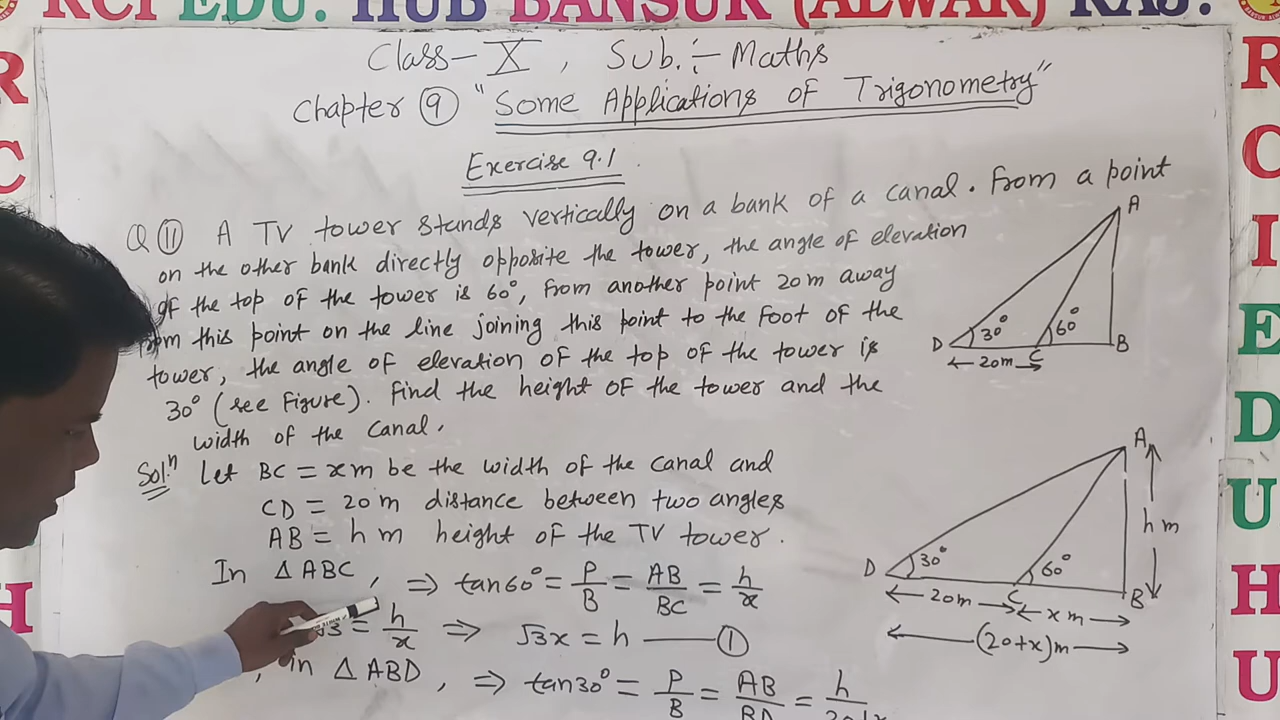 RCI EDU. HUB BANSUR (ALWAR) RAJ.
Class - X , Sub. :- Maths
Chapter 9 "Some Applications of Trigonometry"
Exercise 9.1
Q 11 A TV tower stands vertically on a bank of a canal. From a point
on the other bank directly opposite the tower, the angle of elevation
of the top of the tower is 60°, From another point 20 m away
this point on the line joining this point to the foot of the
tower, the angle of elevation of the top of the tower is
30° (see Figure). Find the height of the tower and the
width of the canal.
A
D 30° 60° B
C
20m
Sol.n Let BC = x m be the width of the canal and
CD = 20 m distance between two angles
AB = h m height of the TV tower.
In △ABC, ⇒ tan60° = P/B = AB/BC = h/x
√3 = h/x ⇒ √3x = h —— ①
in △ABD, ⇒ tan30° = P/B = AB/BD = h
A
h m
D 30° 60° B
C
20m x m
(20+x)m
R
C
H
R
C
I
E
D
U
H
U